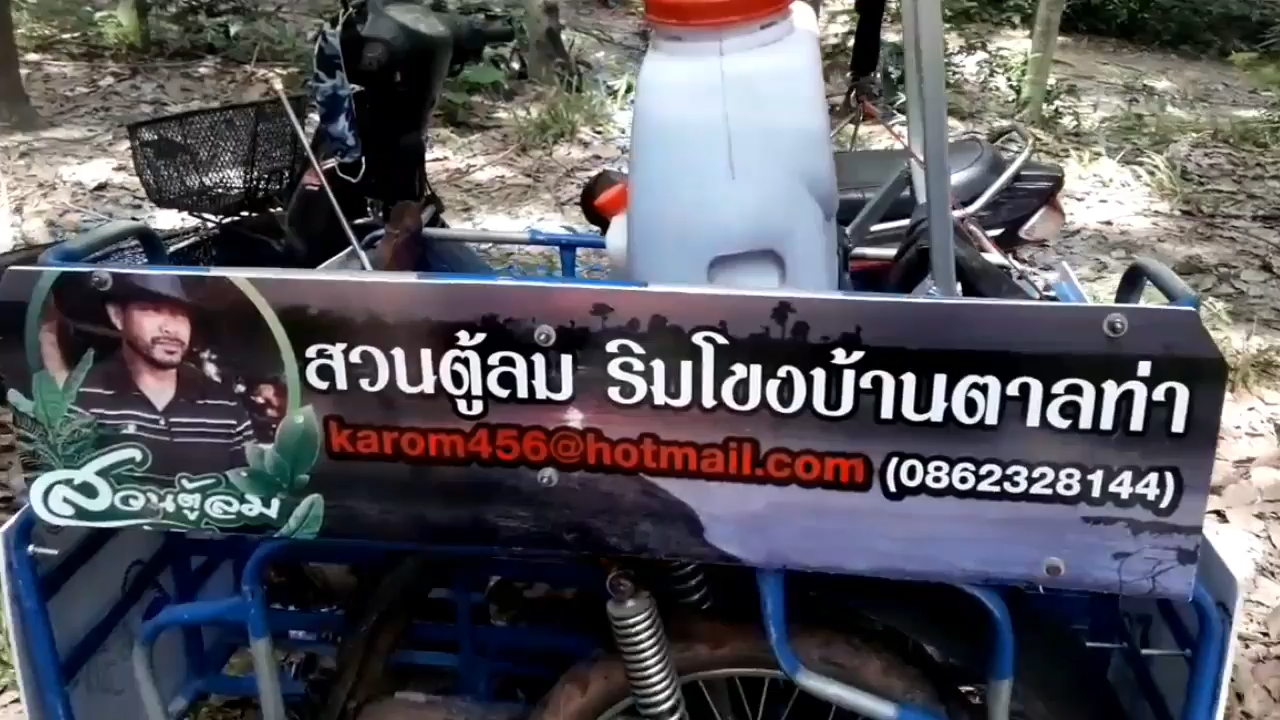 สวนตู้ลม ริมโขงบ้านตาลท่า
karom456@hotmail.com (0862328144)
สวนตู้ลม